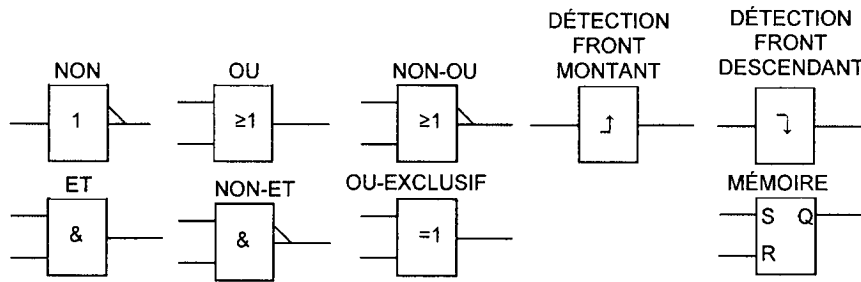 NON
1
OU
≥1
NON-OU
≥1
DÉTECTION
FRONT
MONTANT
DÉTECTION
FRONT
DESCENDANT
ET
&
NON-ET
&
OU-EXCLUSIF
=1
MÉMOIRE
S Q
R